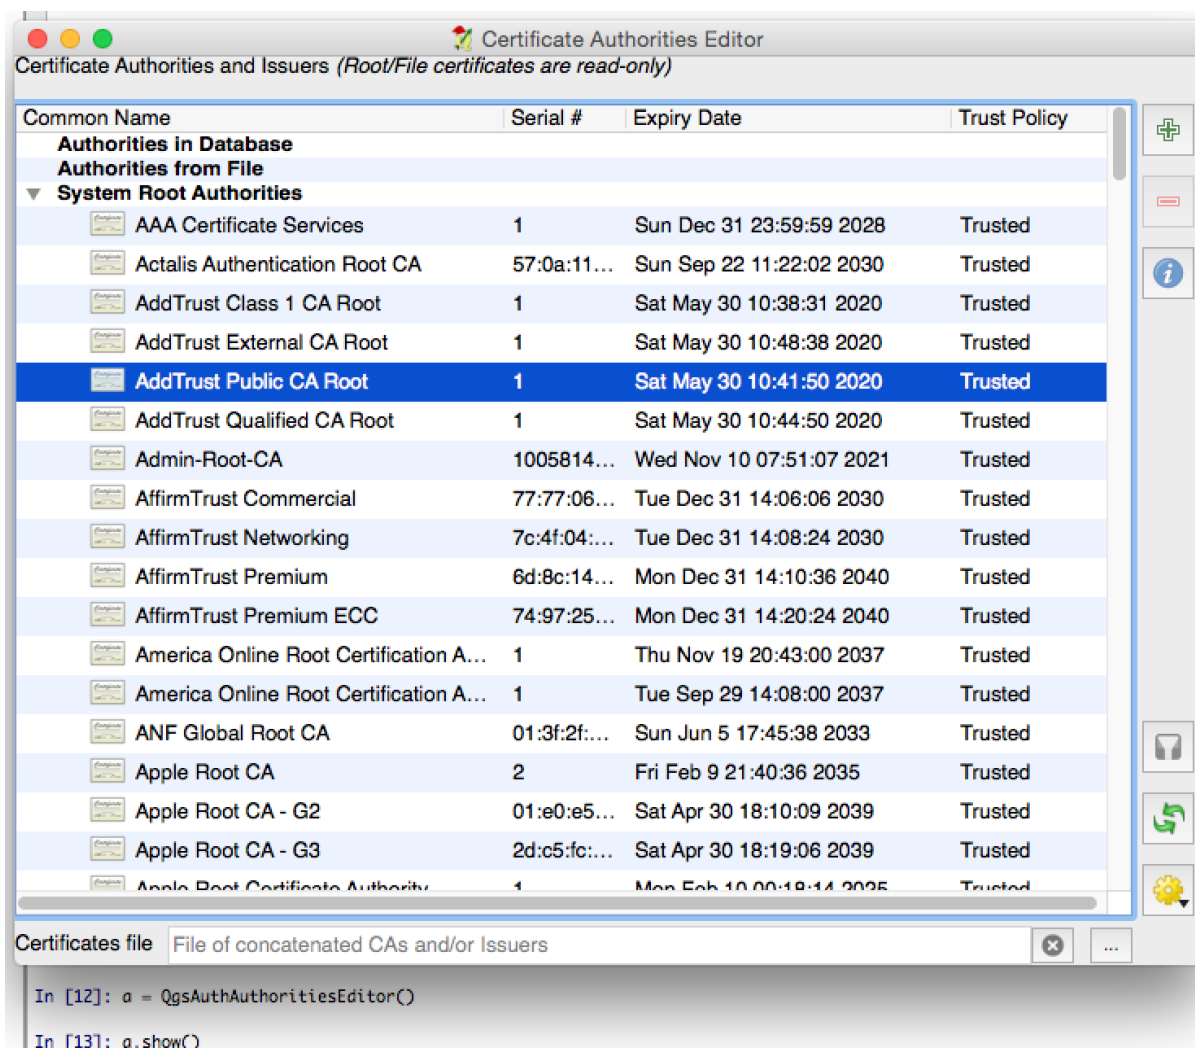 Certificate Authorities Editor
Certificate Authorities and Issuers (Root/File certificates are read-only)
Common Name Serial # Expiry Date Trust Policy
Authorities in Database
Authorities from File
System Root Authorities
AAA Certificate Services 1 Sun Dec 31 23:59:59 2028 Trusted
Actalis Authentication Root CA 57:0a:11... Sun Sep 22 11:22:02 2030 Trusted
AddTrust Class 1 CA Root 1 Sat May 30 10:38:31 2020 Trusted
AddTrust External CA Root 1 Sat May 30 10:48:38 2020 Trusted
AddTrust Public CA Root 1 Sat May 30 10:41:50 2020 Trusted
AddTrust Qualified CA Root 1 Sat May 30 10:44:50 2020 Trusted
Admin-Root-CA 1005814... Wed Nov 10 07:51:07 2021 Trusted
AffirmTrust Commercial 77:77:06... Tue Dec 31 14:06:06 2030 Trusted
AffirmTrust Networking 7c:4f:04:... Tue Dec 31 14:08:24 2030 Trusted
AffirmTrust Premium 6d:8c:14... Mon Dec 31 14:10:36 2040 Trusted
AffirmTrust Premium ECC 74:97:25... Mon Dec 31 14:20:24 2040 Trusted
America Online Root Certification A... 1 Thu Nov 19 20:43:00 2037 Trusted
America Online Root Certification A... 1 Tue Sep 29 14:08:00 2037 Trusted
ANF Global Root CA 01:3f:2f:... Sun Jun 5 17:45:38 2033 Trusted
Apple Root CA 2 Fri Feb 9 21:40:36 2035 Trusted
Apple Root CA - G2 01:e0:e5... Sat Apr 30 18:10:09 2039 Trusted
Apple Root CA - G3 2d:c5:fc:... Sat Apr 30 18:19:06 2039 Trusted
Apple Root Certificate Authority 1 Mon Feb 10 00:18:14 2025 Trusted
Certificates file File of concatenated CAs and/or Issuers ...
In [12]: a = QgsAuthAuthoritiesEditor()
In [13]: a.show()